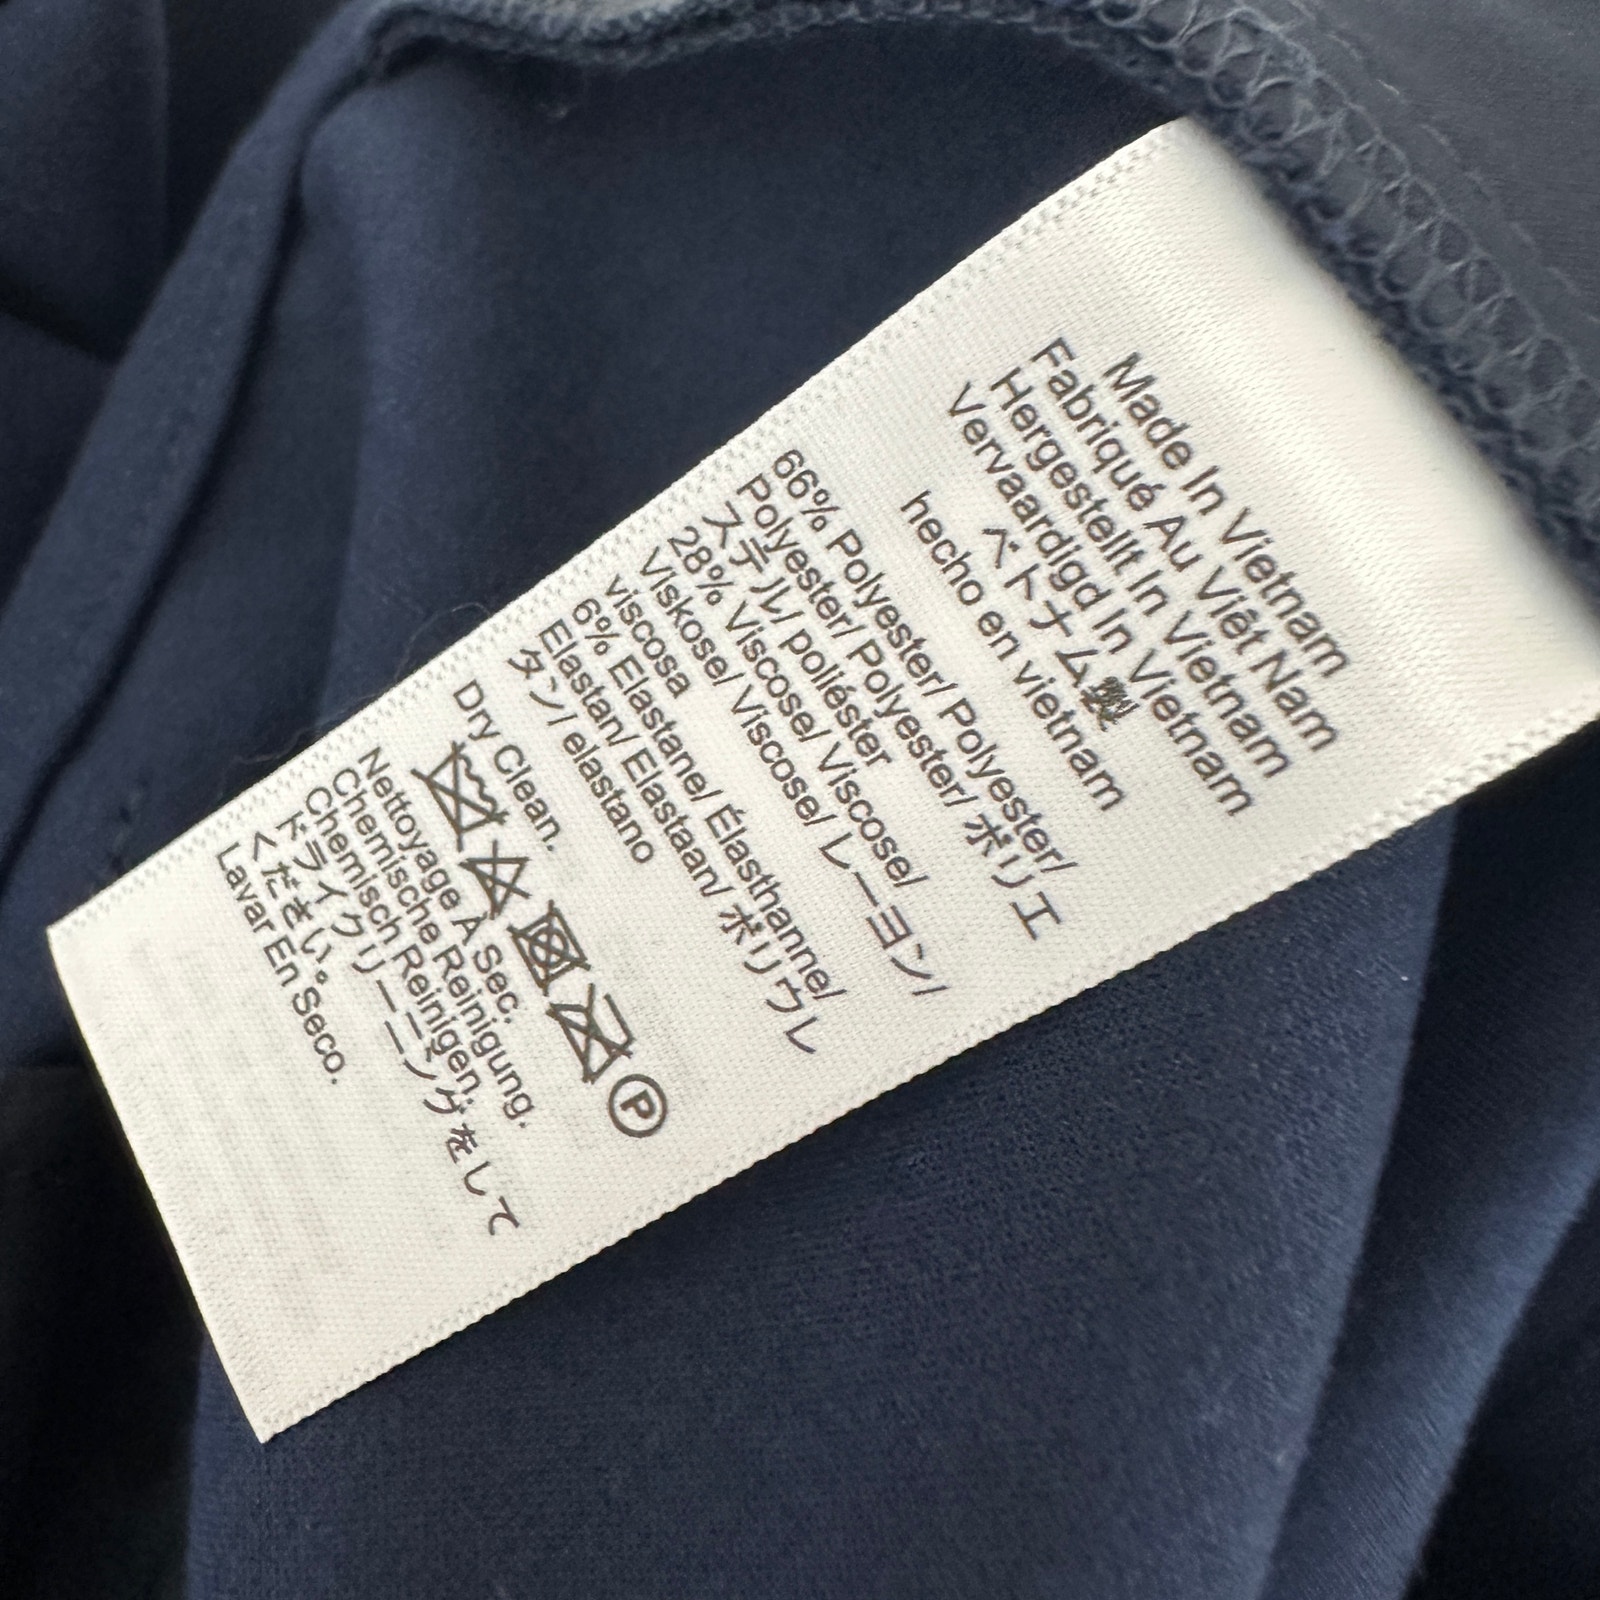 Made In Vietnam
Fabriqué Au Viêt Nam
Hergestellt In Vietnam
Vervaardigd In Vietnam
ベトナム製
hecho en vietnam
66% Polyester/ Polyester/
Polyester/ Polyester/ ポリエ
ステル/ poliéster
28% Viscose/ Viscose/
Viskose/ Viscose/ レーヨン/
viscosa
6% Elastane/ Élasthanne/
Elastan/ Elastaan/ ポリウレ
タン/ elastano
Dry Clean.
P
Nettoyage À Sec.
Chemische Reinigung.
Chemisch Reinigen.
ドライクリーニングをして
ください。
Lavar En Seco.